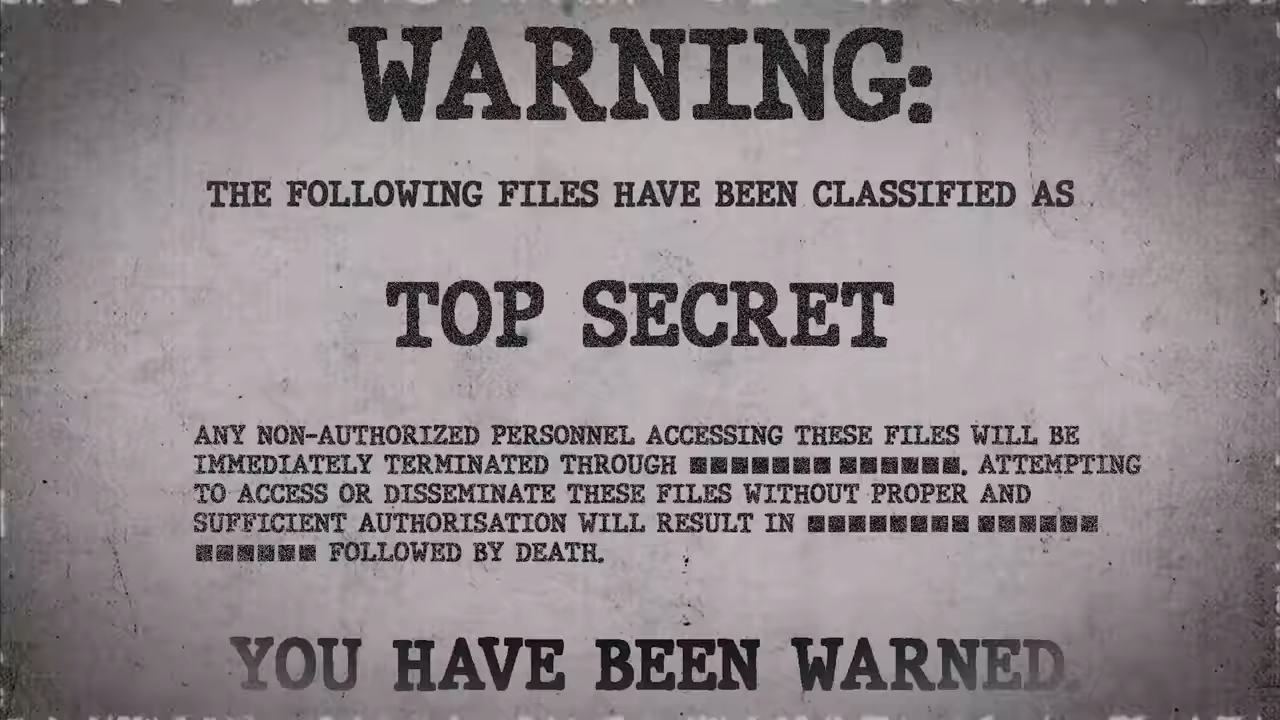 WARNING:
THE FOLLOWING FILES HAVE BEEN CLASSIFIED AS
TOP SECRET
ANY NON-AUTHORIZED PERSONNEL ACCESSING THESE FILES WILL BE
IMMEDIATELY TERMINATED THROUGH ■■■■■■■ ■■■■■■. ATTEMPTING
TO ACCESS OR DISSEMINATE THESE FILES WITHOUT PROPER AND
SUFFICIENT AUTHORISATION WILL RESULT IN ■■■■■■■■ ■■■■■■
■■■■■■ FOLLOWED BY DEATH.
YOU HAVE BEEN WARNED.